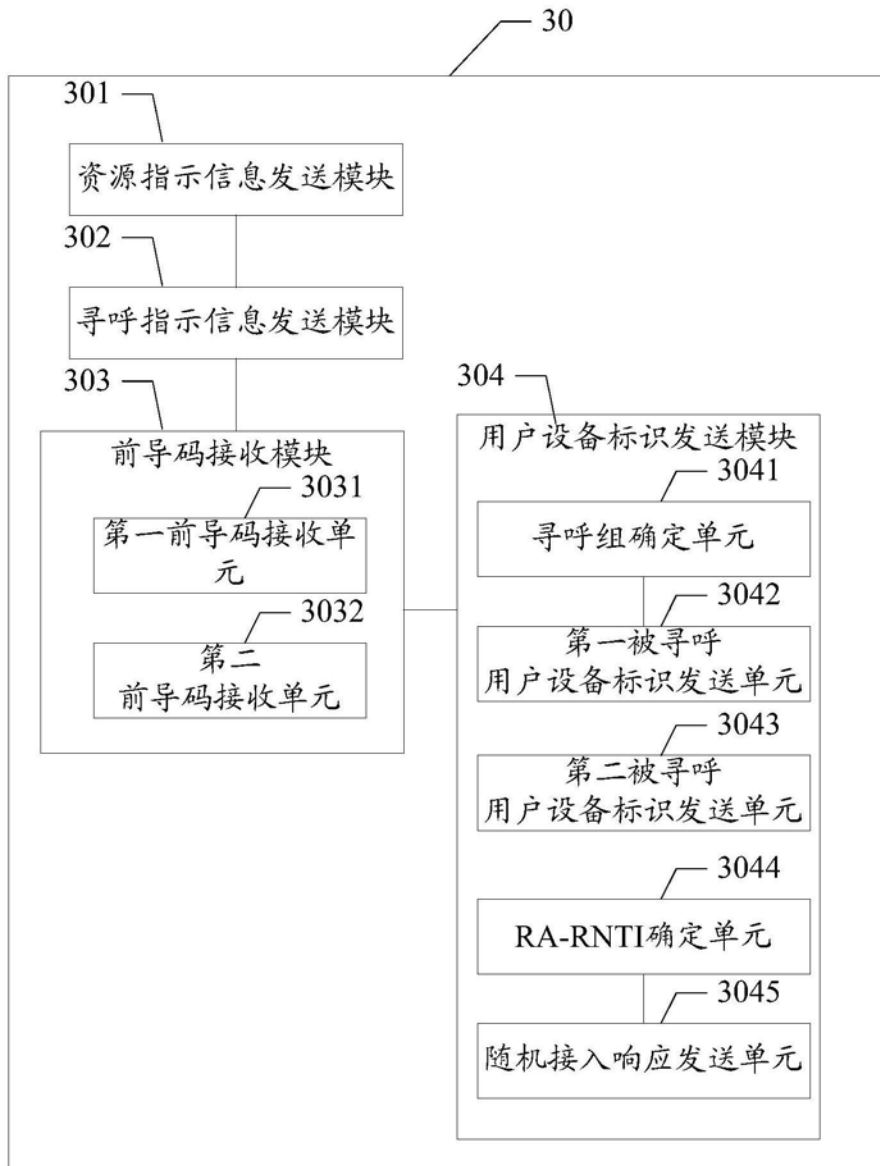 30
301
资源指示信息发送模块
302
寻呼指示信息发送模块
303
前导码接收模块
3031
第一前导码接收单
元
3032
第二
前导码接收单元
304
用户设备标识发送模块
3041
寻呼组确定单元
3042
第一被寻呼
用户设备标识发送单元
3043
第二被寻呼
用户设备标识发送单元
3044
RA-RNTI确定单元
3045
随机接入响应发送单元